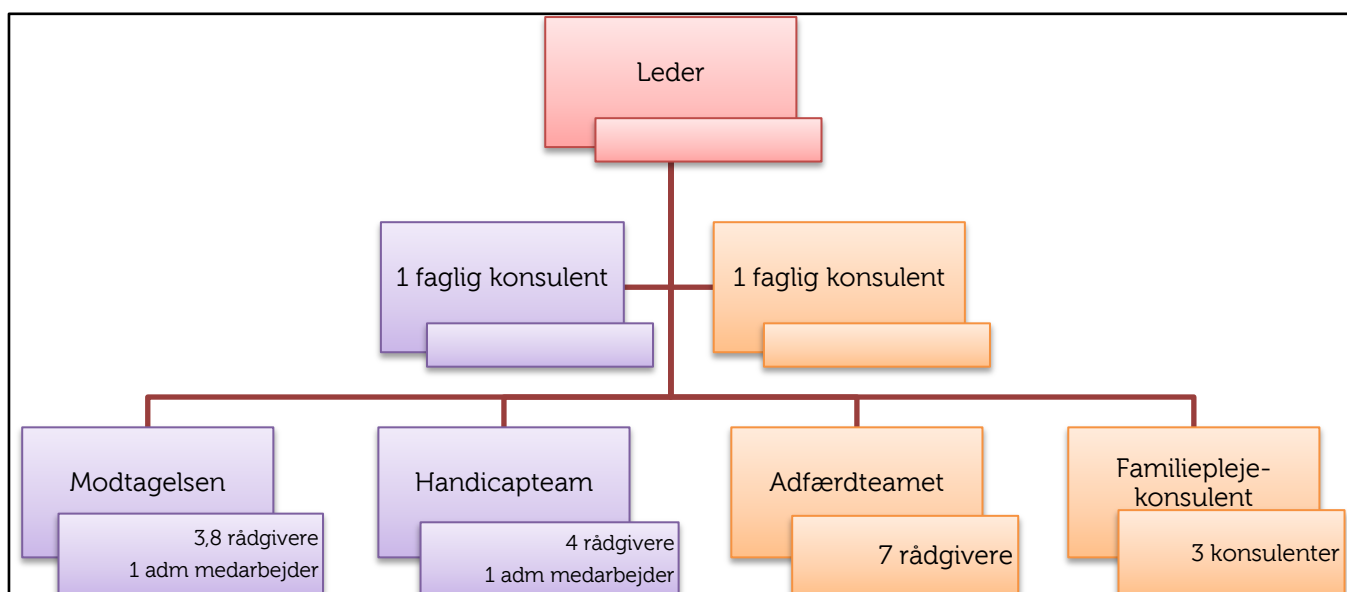 Leder
1 faglig konsulent
1 faglig konsulent
Modtagelsen
3,8 rådgivere
1 adm medarbejder
Handicapteam
4 rådgivere
1 adm medarbejder
Adfærdteamet
7 rådgivere
Familiepleje-
konsulent
3 konsulenter